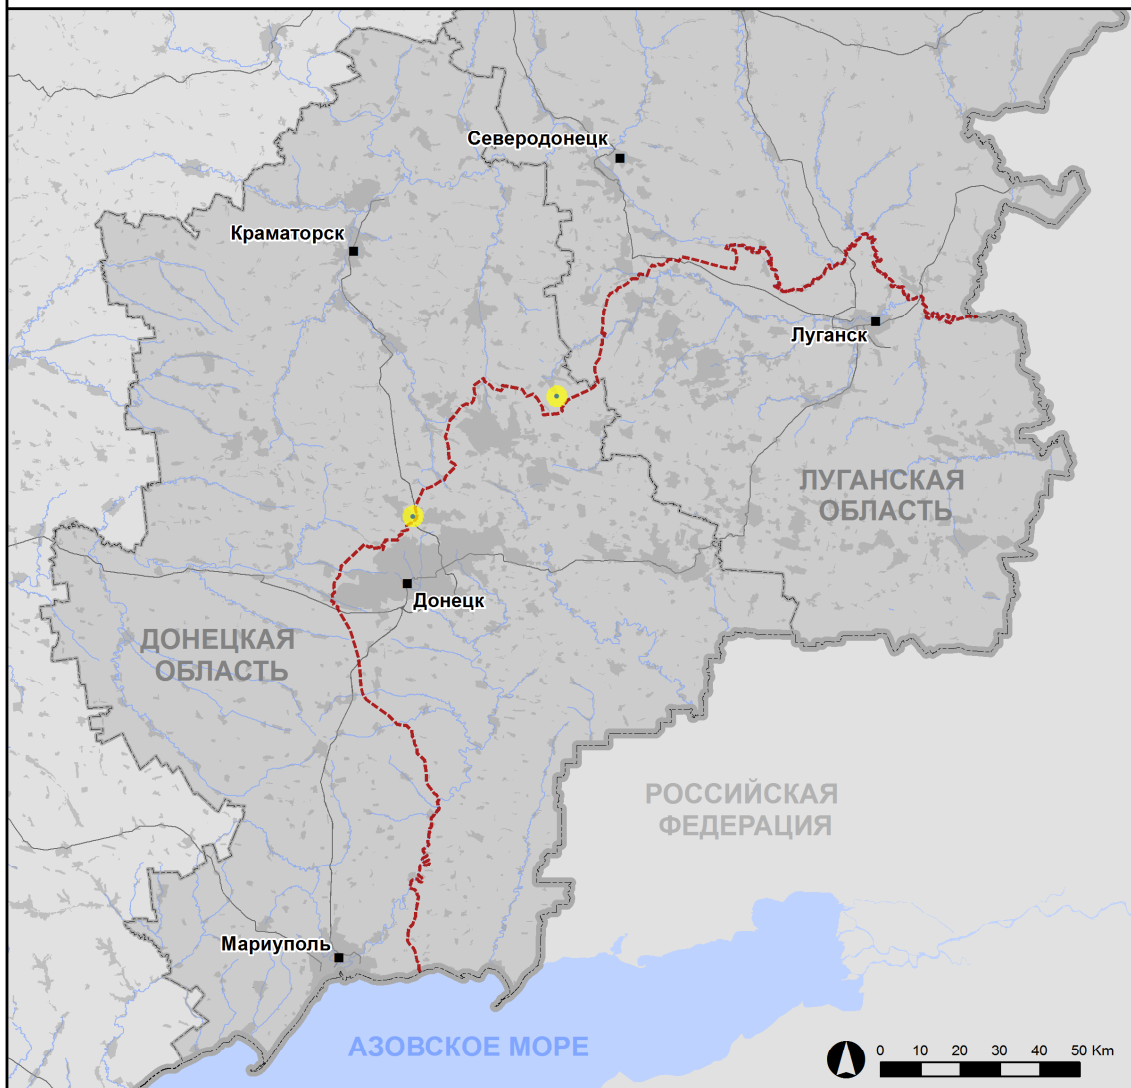 Северодонецк
Краматорск
Луганск
ЛУГАНСКАЯ
ОБЛАСТЬ
Донецк
ДОНЕЦКАЯ
ОБЛАСТЬ
РОССИЙСКАЯ
ФЕДЕРАЦИЯ
Мариуполь
АЗОВСКОЕ МОРЕ
0 10 20 30 40 50 Km